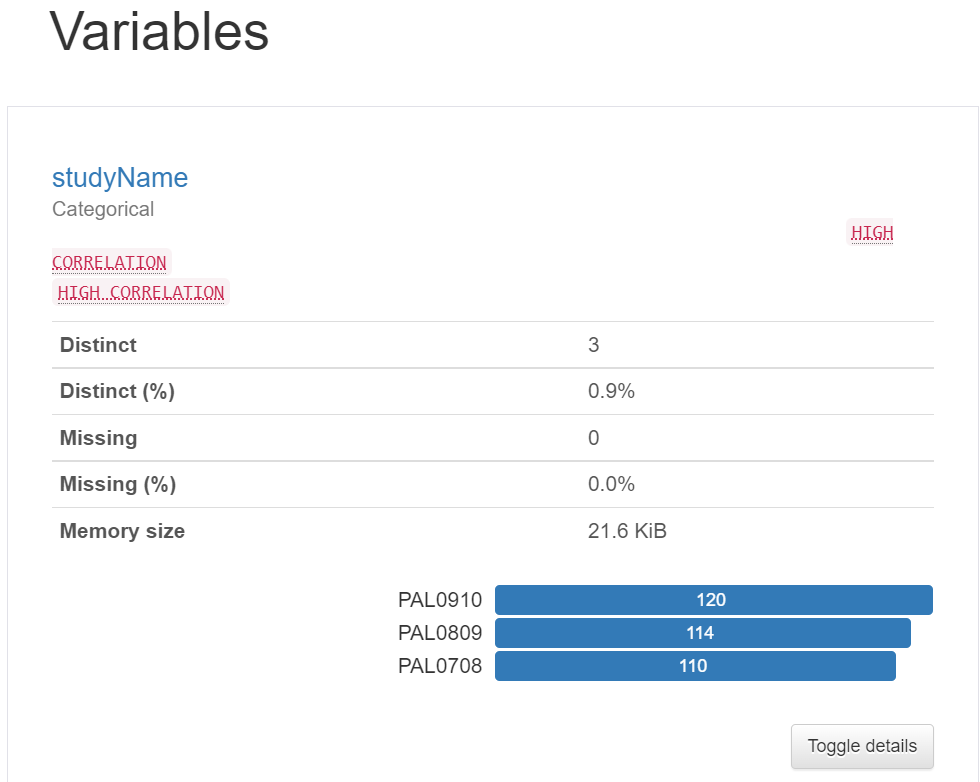 Variables
studyName
Categorical
HIGH
CORRELATION
HIGH CORRELATION
Distinct 3
Distinct (%) 0.9%
Missing 0
Missing (%) 0.0%
Memory size 21.6 KiB
PAL0910 120
PAL0809 114
PAL0708 110
Toggle details